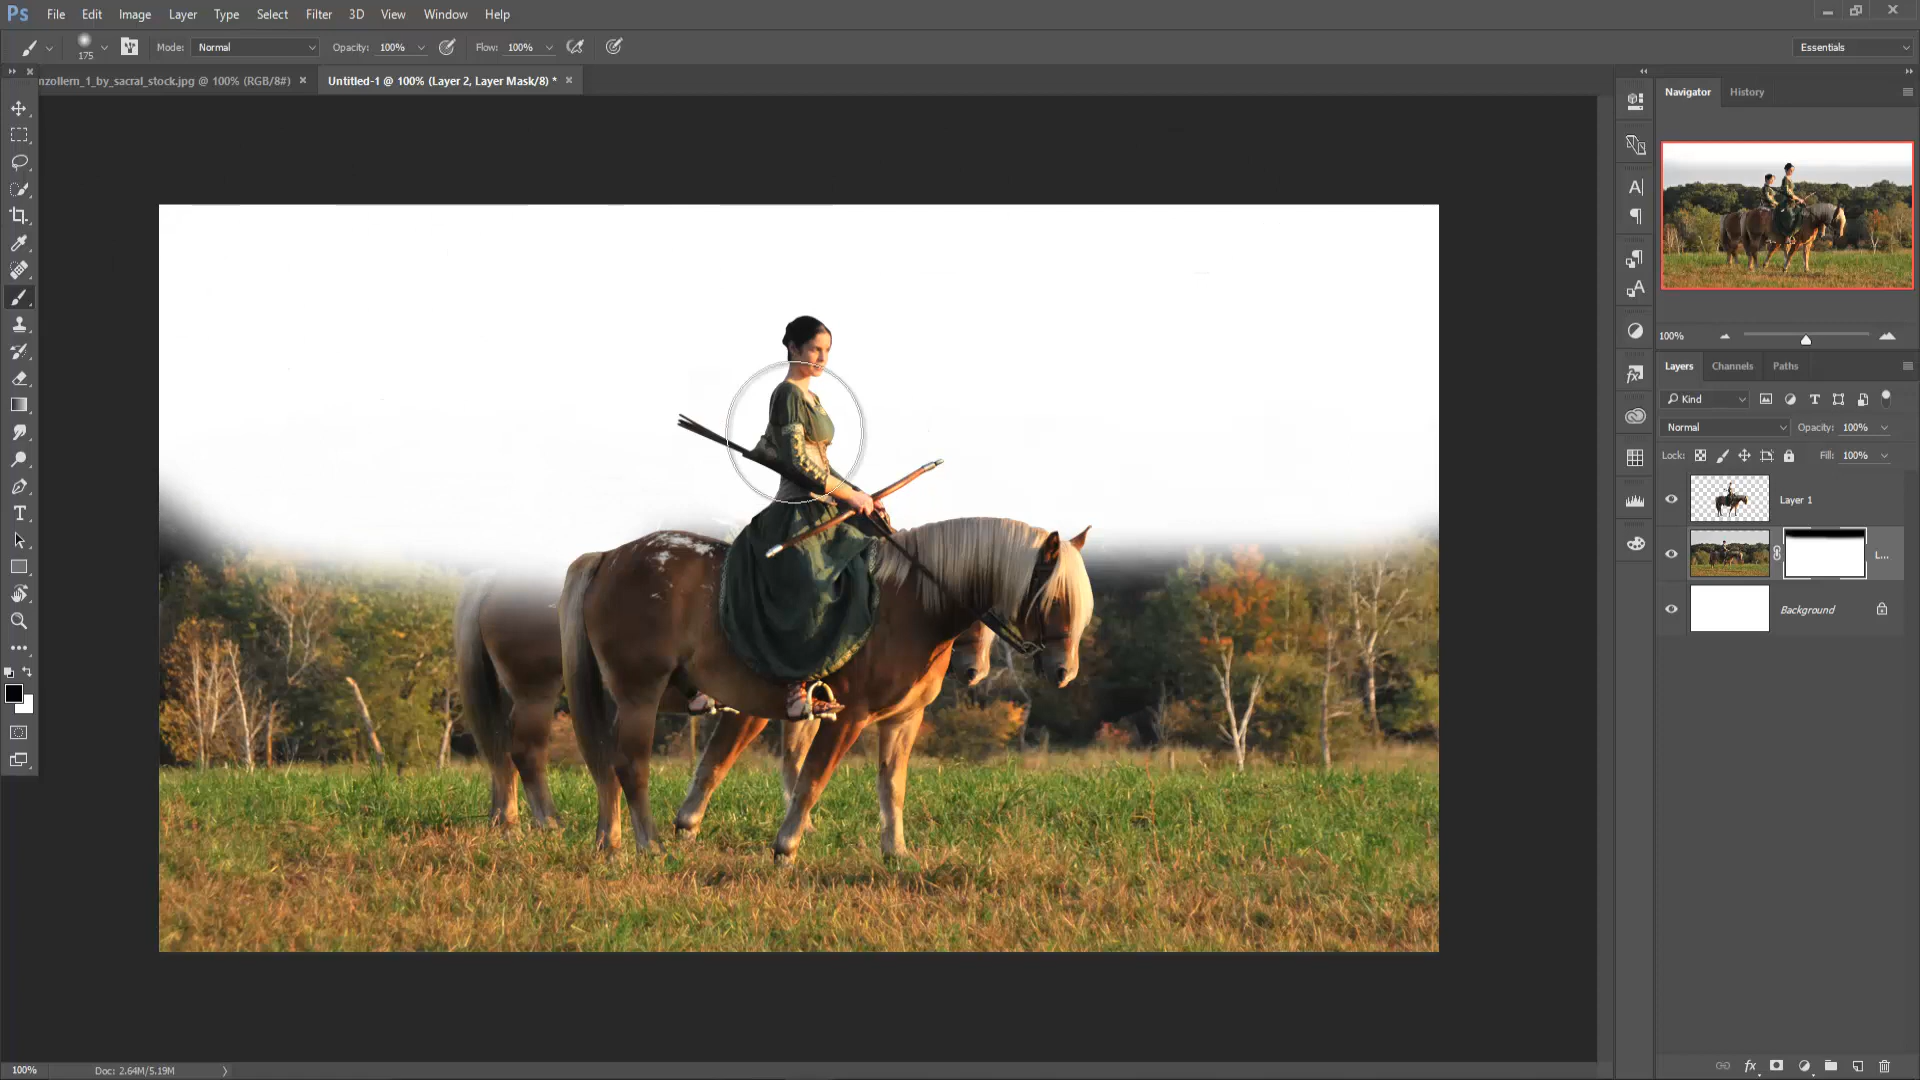 Ps File Edit Image Layer Type Select Filter 3D View Window Help
175 Mode: Normal Opacity: 100% Flow: 100% Essentials
nzollern_1_by_sacral_stock.jpg @ 100% (RGB/8#) × Untitled-1 @ 100% (Layer 2, Layer Mask/8) * ×
Navigator History
100%
Layers Channels Paths
Kind
Normal Opacity: 100%
Lock: Fill: 100%
Layer 1
L...
Background
100% Doc: 2.64M/5.19M